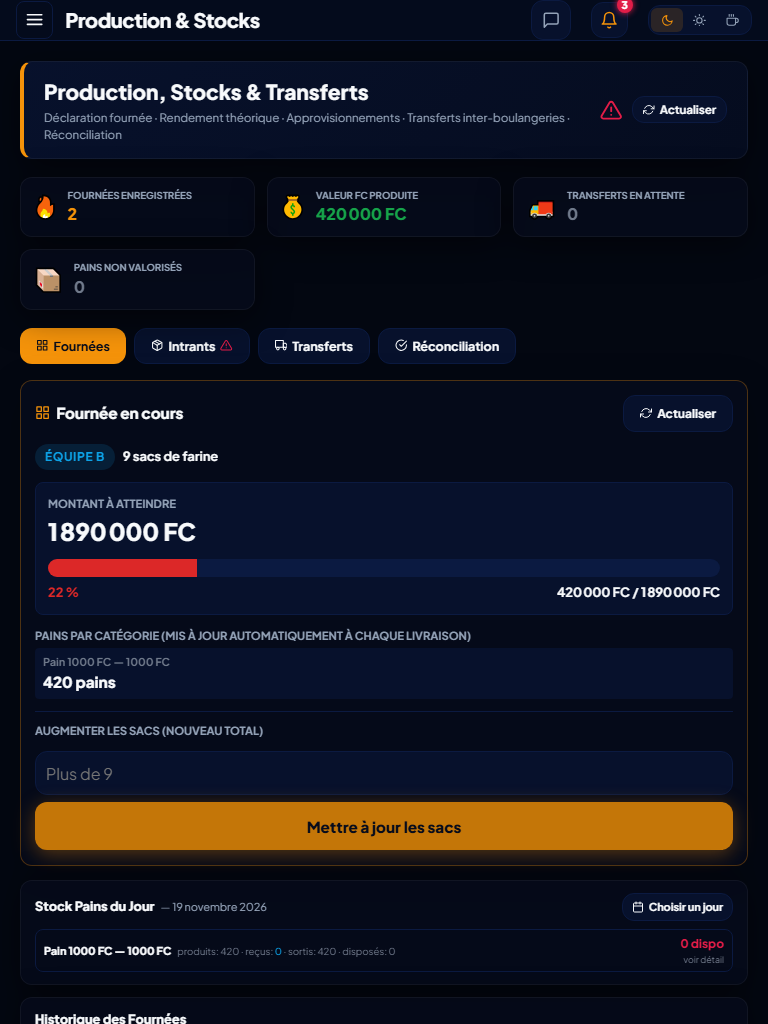 Production & Stocks
3
Production, Stocks & Transferts
Déclaration fournée · Rendement théorique · Approvisionnements · Transferts inter-boulangeries ·
Réconciliation
Actualiser
FOURNÉES ENREGISTRÉES
2
VALEUR FC PRODUITE
420 000 FC
TRANSFERTS EN ATTENTE
0
PAINS NON VALORISÉS
0
Fournées
Intrants
Transferts
Réconciliation
Fournée en cours
Actualiser
ÉQUIPE B
9 sacs de farine
MONTANT À ATTEINDRE
1 890 000 FC
22 %
420 000 FC / 1 890 000 FC
PAINS PAR CATÉGORIE (MIS À JOUR AUTOMATIQUEMENT À CHAQUE LIVRAISON)
Pain 1000 FC — 1000 FC
420 pains
AUGMENTER LES SACS (NOUVEAU TOTAL)
Plus de 9
Mettre à jour les sacs
Stock Pains du Jour — 19 novembre 2026
Choisir un jour
Pain 1000 FC — 1000 FC produits: 420 · reçus: 0 · sortis: 420 · disposés: 0
0 dispo
voir détail
Historique des Fournées